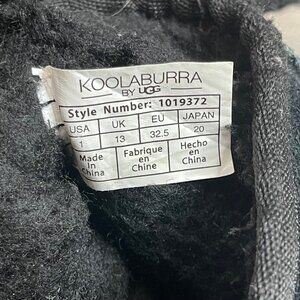 KOOLABURRA
BY UGG
Style Number: 1019372
USA UK EU JAPAN
1 13 32.5 20
Made Fabrique Hecho
in en en
China Chine China